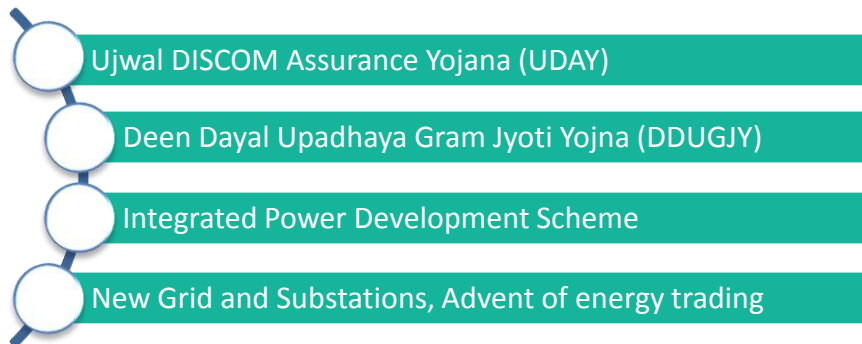 Ujwal DISCOM Assurance Yojana (UDAY)
Deen Dayal Upadhaya Gram Jyoti Yojna (DDUGJY)
Integrated Power Development Scheme
New Grid and Substations, Advent of energy trading